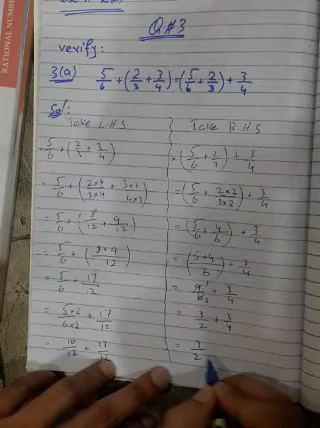 RATIONAL NUMBER
Q#3
verify:
3(a) 5/6 + (2/3 + 3/4) = (5/6 + 2/3) + 3/4
Sol:
Take LHS
= 5/6 + (2/3 + 3/4)
= 5/6 + (2×4/3×4 + 3×3/4×3)
= 5/6 + (8/12 + 9/12)
= 5/6 + (8+9/12)
= 5/6 + 17/12
= 5×2/6×2 + 17/12
= 10/12 + 17/12
Take RHS
= (5/6 + 2/3) + 3/4
= (5/6 + 2×2/3×2) + 3/4
= (5/6 + 4/6) + 3/4
= (5+4/6) + 3/4
= 9/6 + 3/4
= 3/2 + 3/4
= 3/2